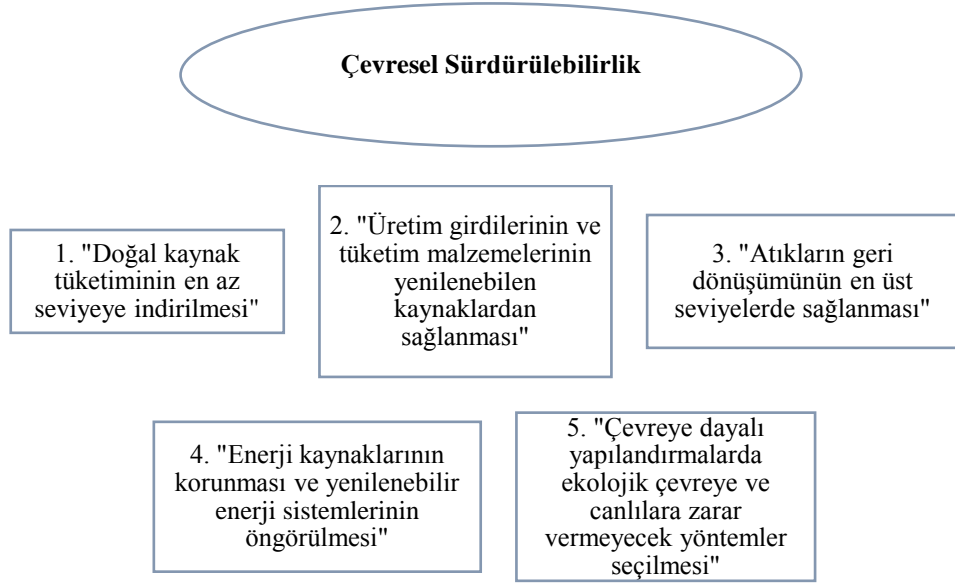 Çevresel Sürdürülebilirlik
1. "Doğal kaynak
tüketiminin en az
seviyeye indirilmesi"
2. "Üretim girdilerinin ve
tüketim malzemelerinin
yenilenebilen
kaynaklardan
sağlanması"
3. "Atıkların geri
dönüşümünün en üst
seviyelerde sağlanması"
4. "Enerji kaynaklarının
korunması ve yenilenebilir
enerji sistemlerinin
öngörülmesi"
5. "Çevreye dayalı
yapılandırmalarda
ekolojik çevreye ve
canlılara zarar
vermeyecek yöntemler
seçilmesi"